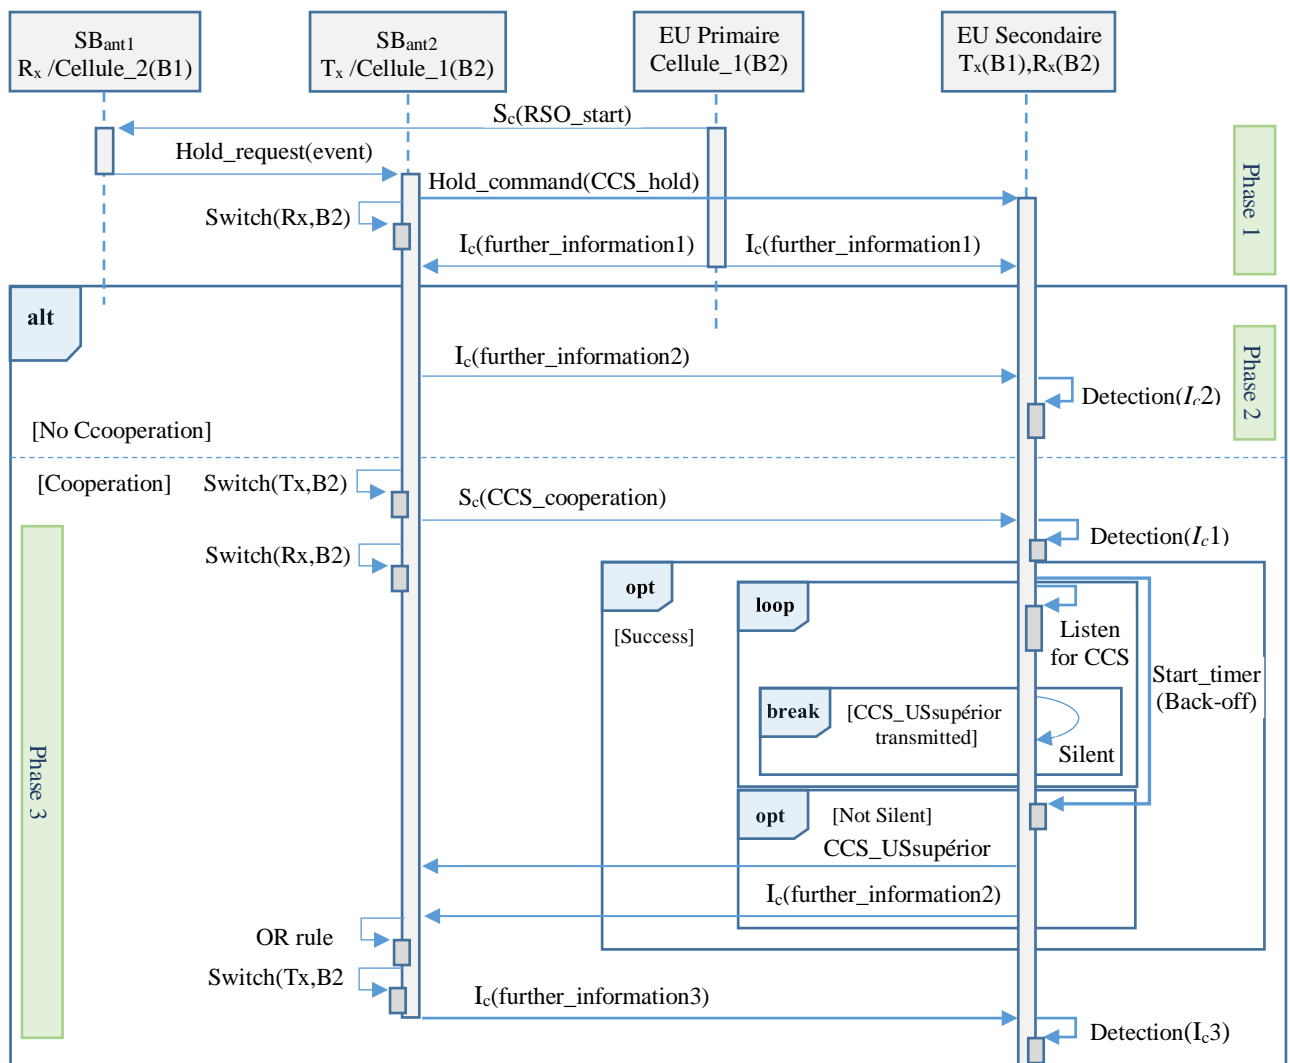 SBant1
Rx /Cellule_2(B1)
SBant2
Tx /Cellule_1(B2)
EU Primaire
Cellule_1(B2)
EU Secondaire
Tx(B1),Rx(B2)
Sc(RSO_start)
Hold_request(event)
Hold_command(CCS_hold)
Switch(Rx,B2)
Ic(further_information1)
Ic(further_information1)
Phase 1
alt
Ic(further_information2)
Detection(Ic2)
Phase 2
[No Ccooperation]
[Cooperation]
Switch(Tx,B2)
Sc(CCS_cooperation)
Detection(Ic1)
Switch(Rx,B2)
opt
[Success]
loop
Listen
for CCS
Start_timer
(Back-off)
break
[CCS_USsupérior
transmitted]
Silent
Phase 3
opt
[Not Silent]
CCS_USsupérior
Ic(further_information2)
OR rule
Switch(Tx,B2
Ic(further_information3)
Detection(Ic3)